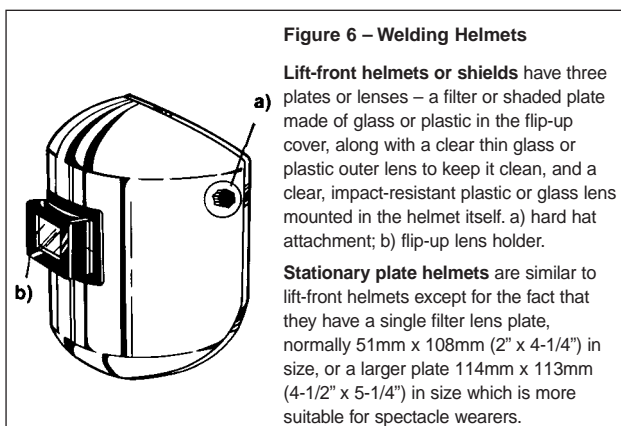 Figure 6 – Welding Helmets
Lift-front helmets or shields have three
plates or lenses – a filter or shaded plate
made of glass or plastic in the flip-up
cover, along with a clear thin glass or
plastic outer lens to keep it clean, and a
clear, impact-resistant plastic or glass lens
mounted in the helmet itself. a) hard hat
attachment; b) flip-up lens holder.
Stationary plate helmets are similar to
lift-front helmets except for the fact that
they have a single filter lens plate,
normally 51mm x 108mm (2” x 4-1/4”) in
size, or a larger plate 114mm x 113mm
(4-1/2” x 5-1/4”) in size which is more
suitable for spectacle wearers.
a)
b)